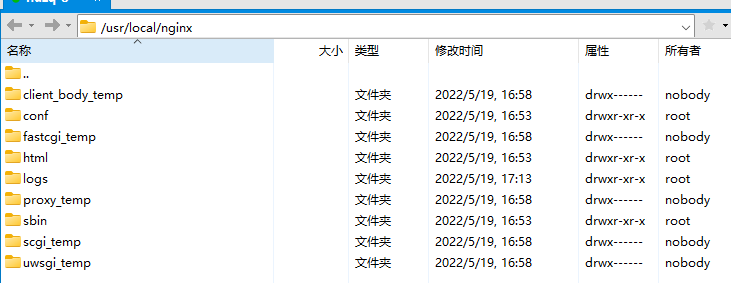 /usr/local/nginx
名称 大小 类型 修改时间 属性 所有者
..
client_body_temp 文件夹 2022/5/19, 16:58 drwx------ nobody
conf 文件夹 2022/5/19, 16:53 drwxr-xr-x root
fastcgi_temp 文件夹 2022/5/19, 16:58 drwx------ nobody
html 文件夹 2022/5/19, 16:53 drwxr-xr-x root
logs 文件夹 2022/5/19, 17:13 drwxr-xr-x root
proxy_temp 文件夹 2022/5/19, 16:58 drwx------ nobody
sbin 文件夹 2022/5/19, 16:53 drwxr-xr-x root
scgi_temp 文件夹 2022/5/19, 16:58 drwx------ nobody
uwsgi_temp 文件夹 2022/5/19, 16:58 drwx------ nobody